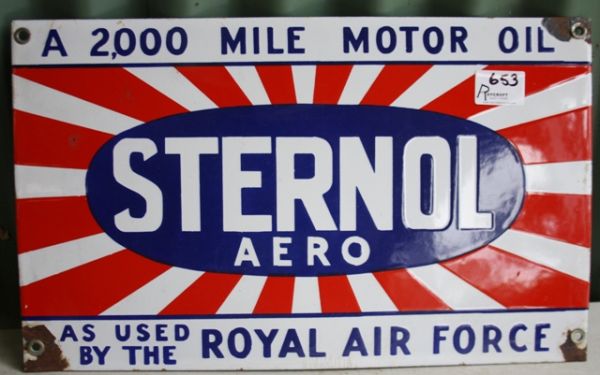 A 2,000 MILE MOTOR OIL
653
STERNOL
AERO
AS USED
BY THE
ROYAL AIR FORCE